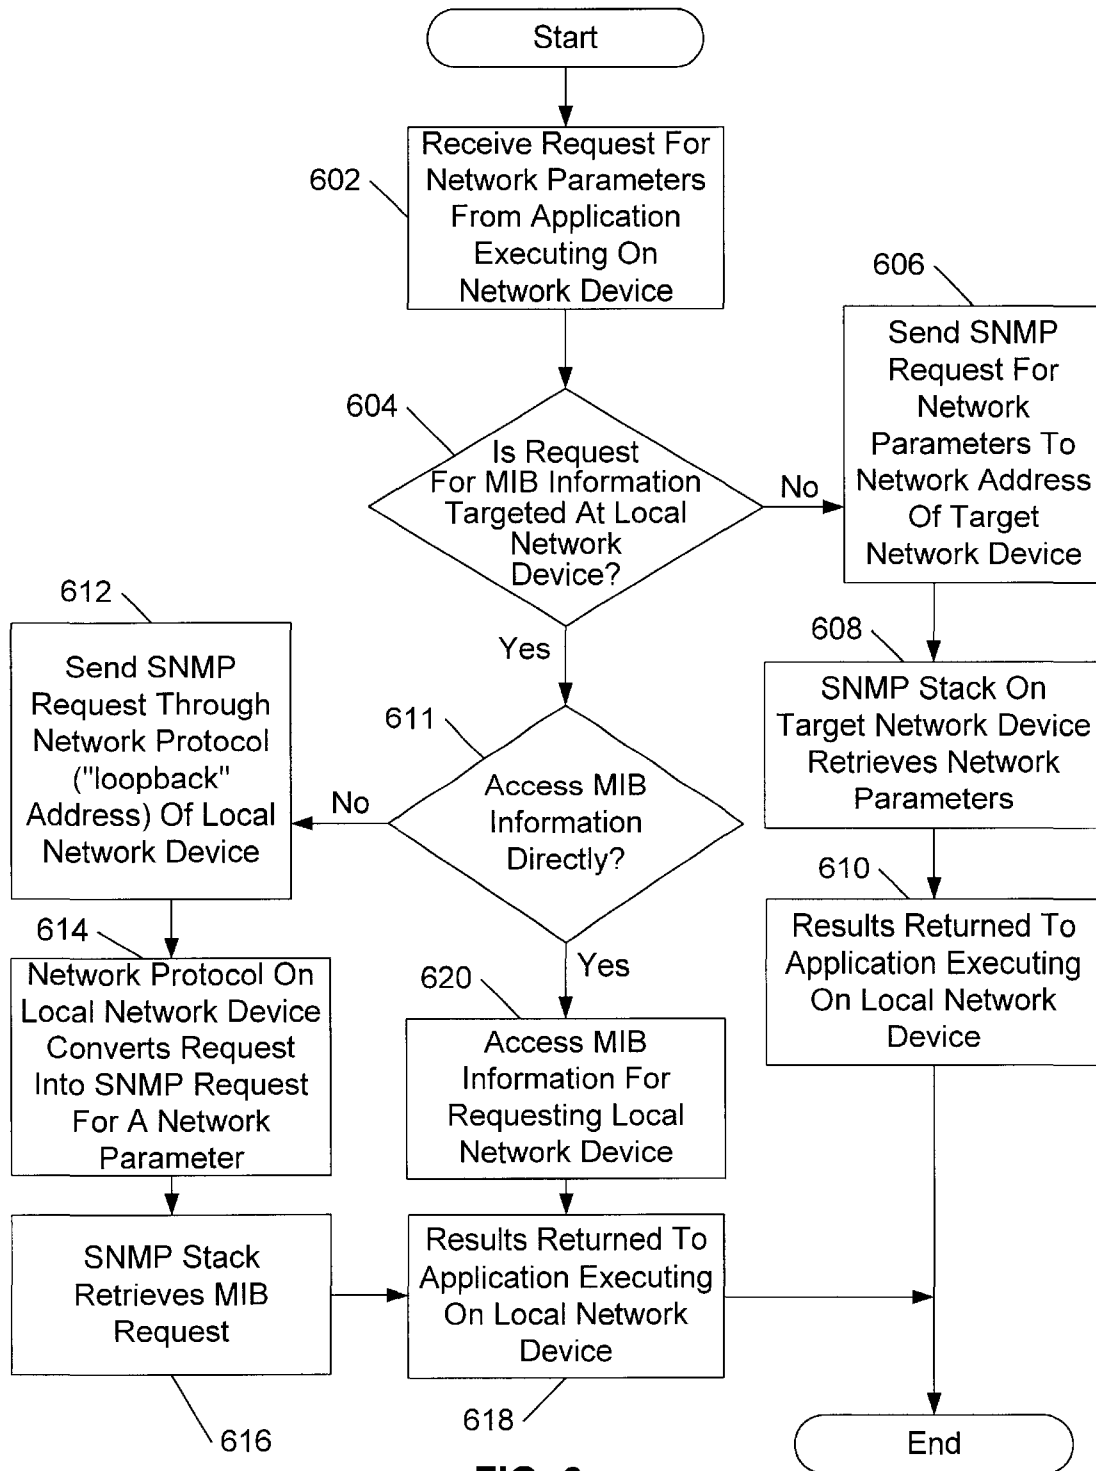 Start
602
Receive Request For
Network Parameters
From Application
Executing On
Network Device
604
Is Request
For MIB Information
Targeted At Local
Network
Device?
No
Yes
606
Send SNMP
Request For
Network
Parameters To
Network Address
Of Target
Network Device
608
SNMP Stack On
Target Network Device
Retrieves Network
Parameters
610
Results Returned To
Application Executing
On Local Network
Device
611
Access MIB
Information
Directly?
No
Yes
612
Send SNMP
Request Through
Network Protocol
("loopback"
Address) Of Local
Network Device
614
Network Protocol On
Local Network Device
Converts Request
Into SNMP Request
For A Network
Parameter
SNMP Stack
Retrieves MIB
Request
616
620
Access MIB
Information For
Requesting Local
Network Device
Results Returned To
Application Executing
On Local Network
Device
618
End